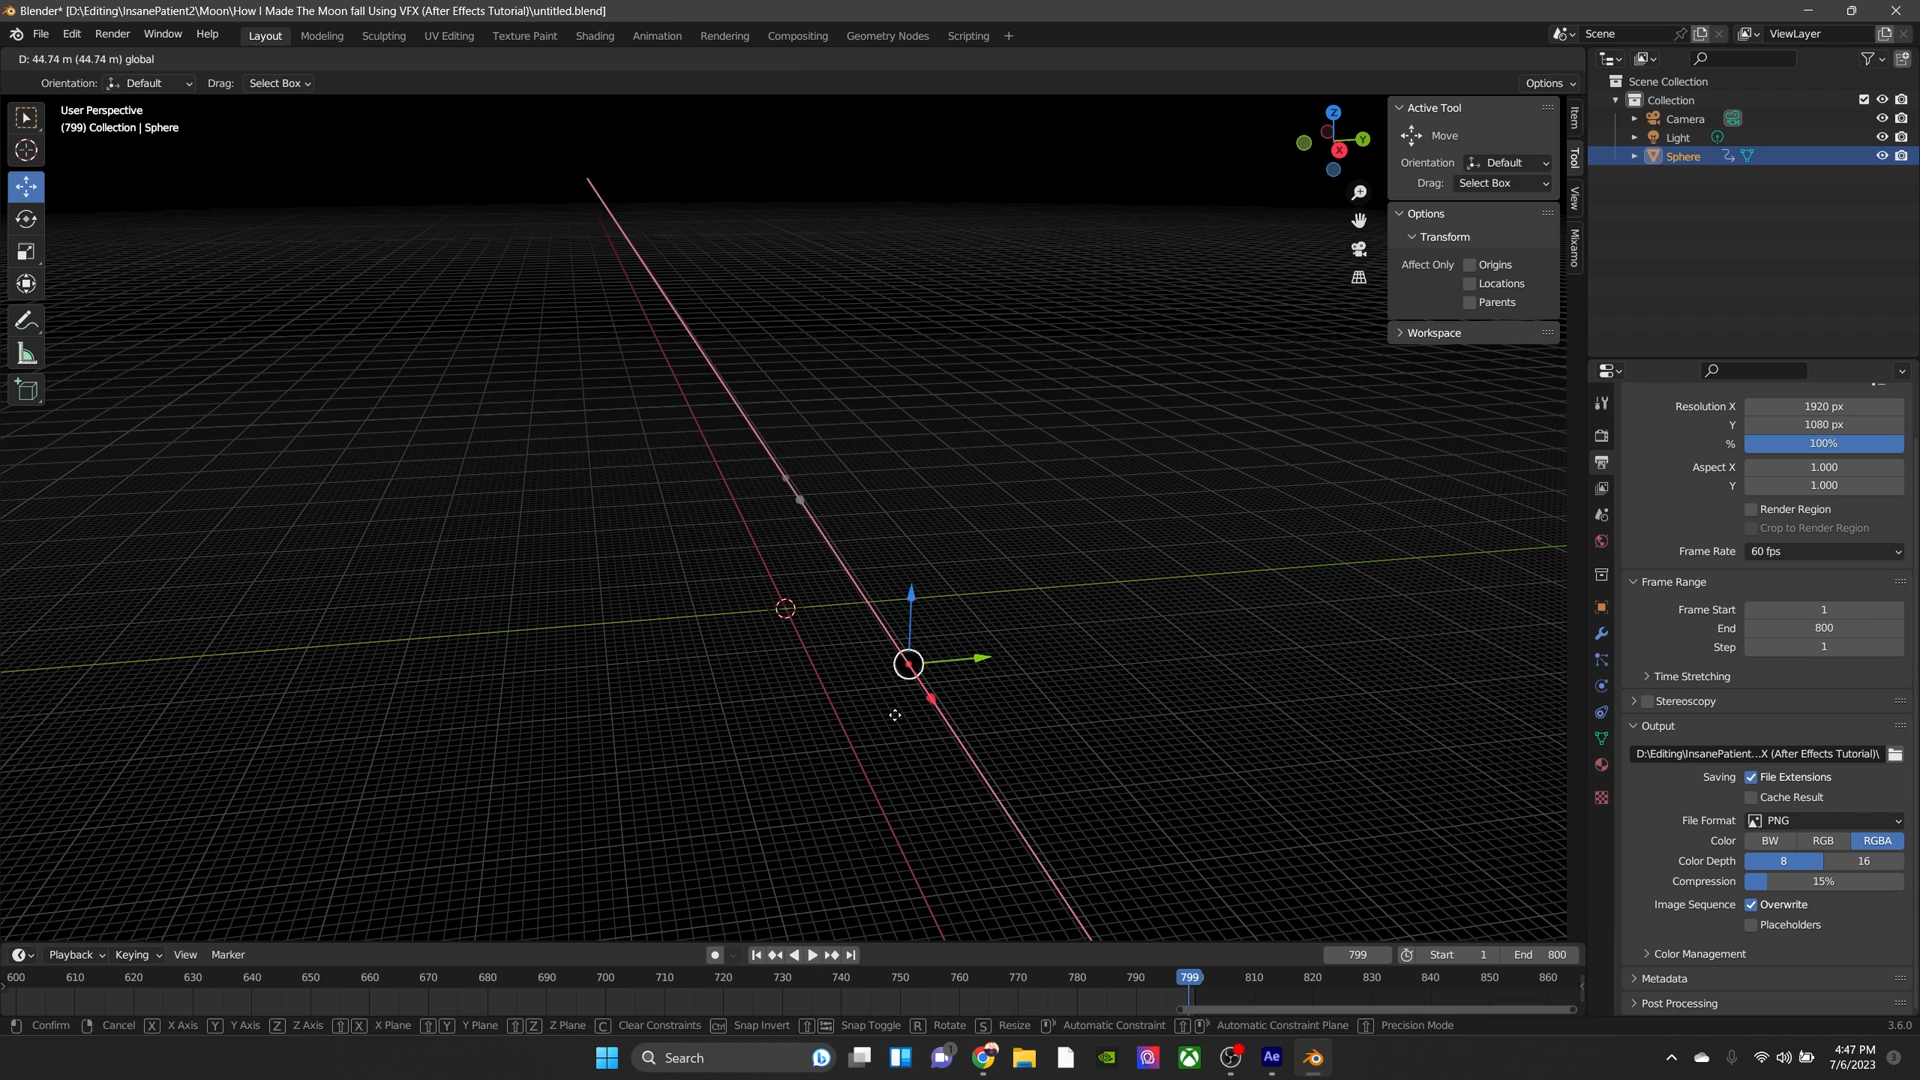 Blender* [D:\Editing\InsanePatient2\Moon\How I Made The Moon fall Using VFX (After Effects Tutorial)\untitled.blend]
File Edit Render Window Help Layout Modeling Sculpting UV Editing Texture Paint Shading Animation Rendering Compositing Geometry Nodes Scripting + Scene ViewLayer
D: 44.74 m (44.74 m) global
Orientation: Default Drag: Select Box Options
User Perspective
(799) Collection | Sphere
Z
Y
X
Active Tool
Move
Orientation Default
Drag: Select Box
Options
Transform
Affect Only Origins
Locations
Parents
Workspace
Item
Tool
View
Mixamo
Scene Collection
Collection
Camera
Light
Sphere
Resolution X 1920 px
Y 1080 px
% 100%
Aspect X 1.000
Y 1.000
Render Region
Crop to Render Region
Frame Rate 60 fps
Frame Range
Frame Start 1
End 800
Step 1
Time Stretching
Stereoscopy
Output
D:\Editing\InsanePatient...X (After Effects Tutorial)\
Saving File Extensions
Cache Result
File Format PNG
Color BW RGB RGBA
Color Depth 8 16
Compression 15%
Image Sequence Overwrite
Placeholders
Color Management
Metadata
Post Processing
Playback Keying View Marker 799 Start 1 End 800
600 610 620 630 640 650 660 670 680 690 700 710 720 730 740 750 760 770 780 790 799 810 820 830 840 850 860
Confirm Cancel X X Axis Y Y Axis Z Z Axis X X Plane Y Y Plane Z Z Plane C Clear Constraints Ctrl Snap Invert Snap Toggle R Rotate S Resize Automatic Constraint Automatic Constraint Plane Precision Mode 3.6.0
Search 1 Ae 4:47 PM
7/6/2023 3